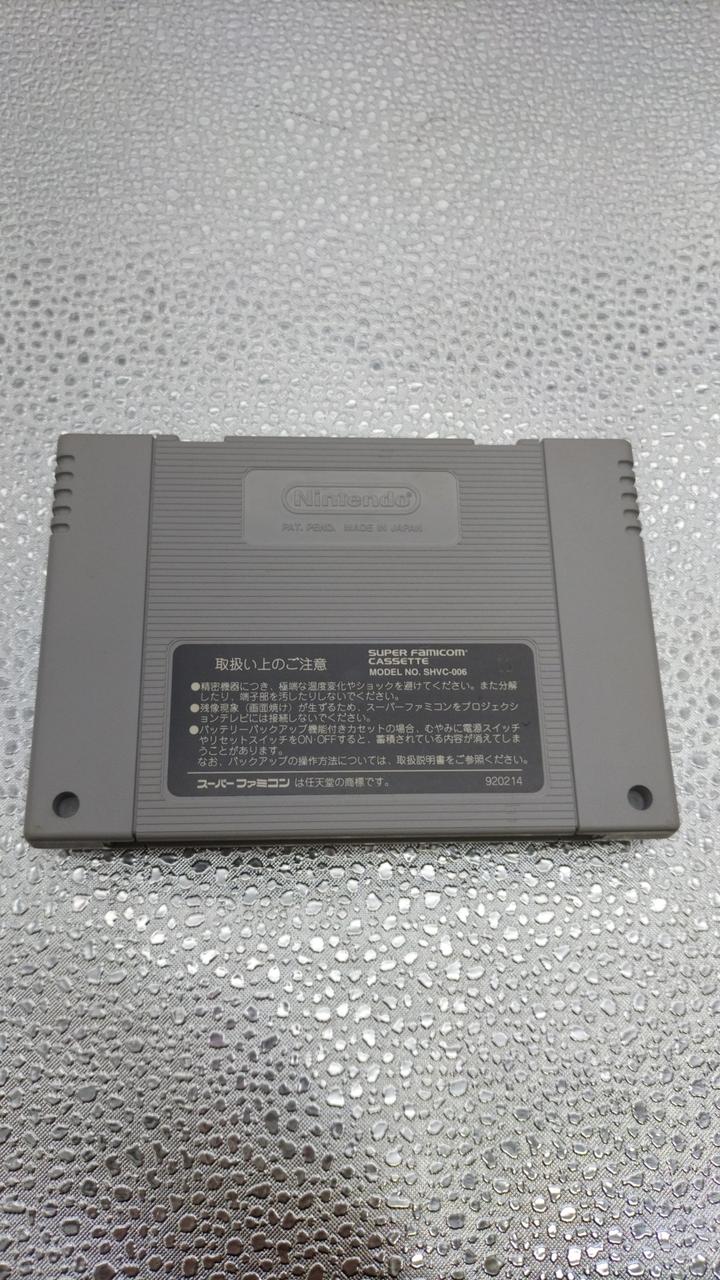 Nintendo®
PAT. PEND. MADE IN JAPAN
取扱い上のご注意
SUPER FAMICOM
CASSETTE
MODEL NO. SHVC-006
●精密機器につき、極端な温度変化やショックを避けてください。また分解
したり、端子部を汚したりしないでください。
●残像現象（画面焼け）が生ずるため、スーパーファミコンをプロジェクシ
ョンテレビには接続しないでください。
●バッテリーバックアップ機能付きカセットの場合、むやみに電源スイッチ
やリセットスイッチをON・OFFすると、蓄積されている内容が消えてしま
うことがあります。
なお、バックアップの操作方法については、取扱説明書をご参照ください。
スーパーファミコン は任天堂の商標です。
920214